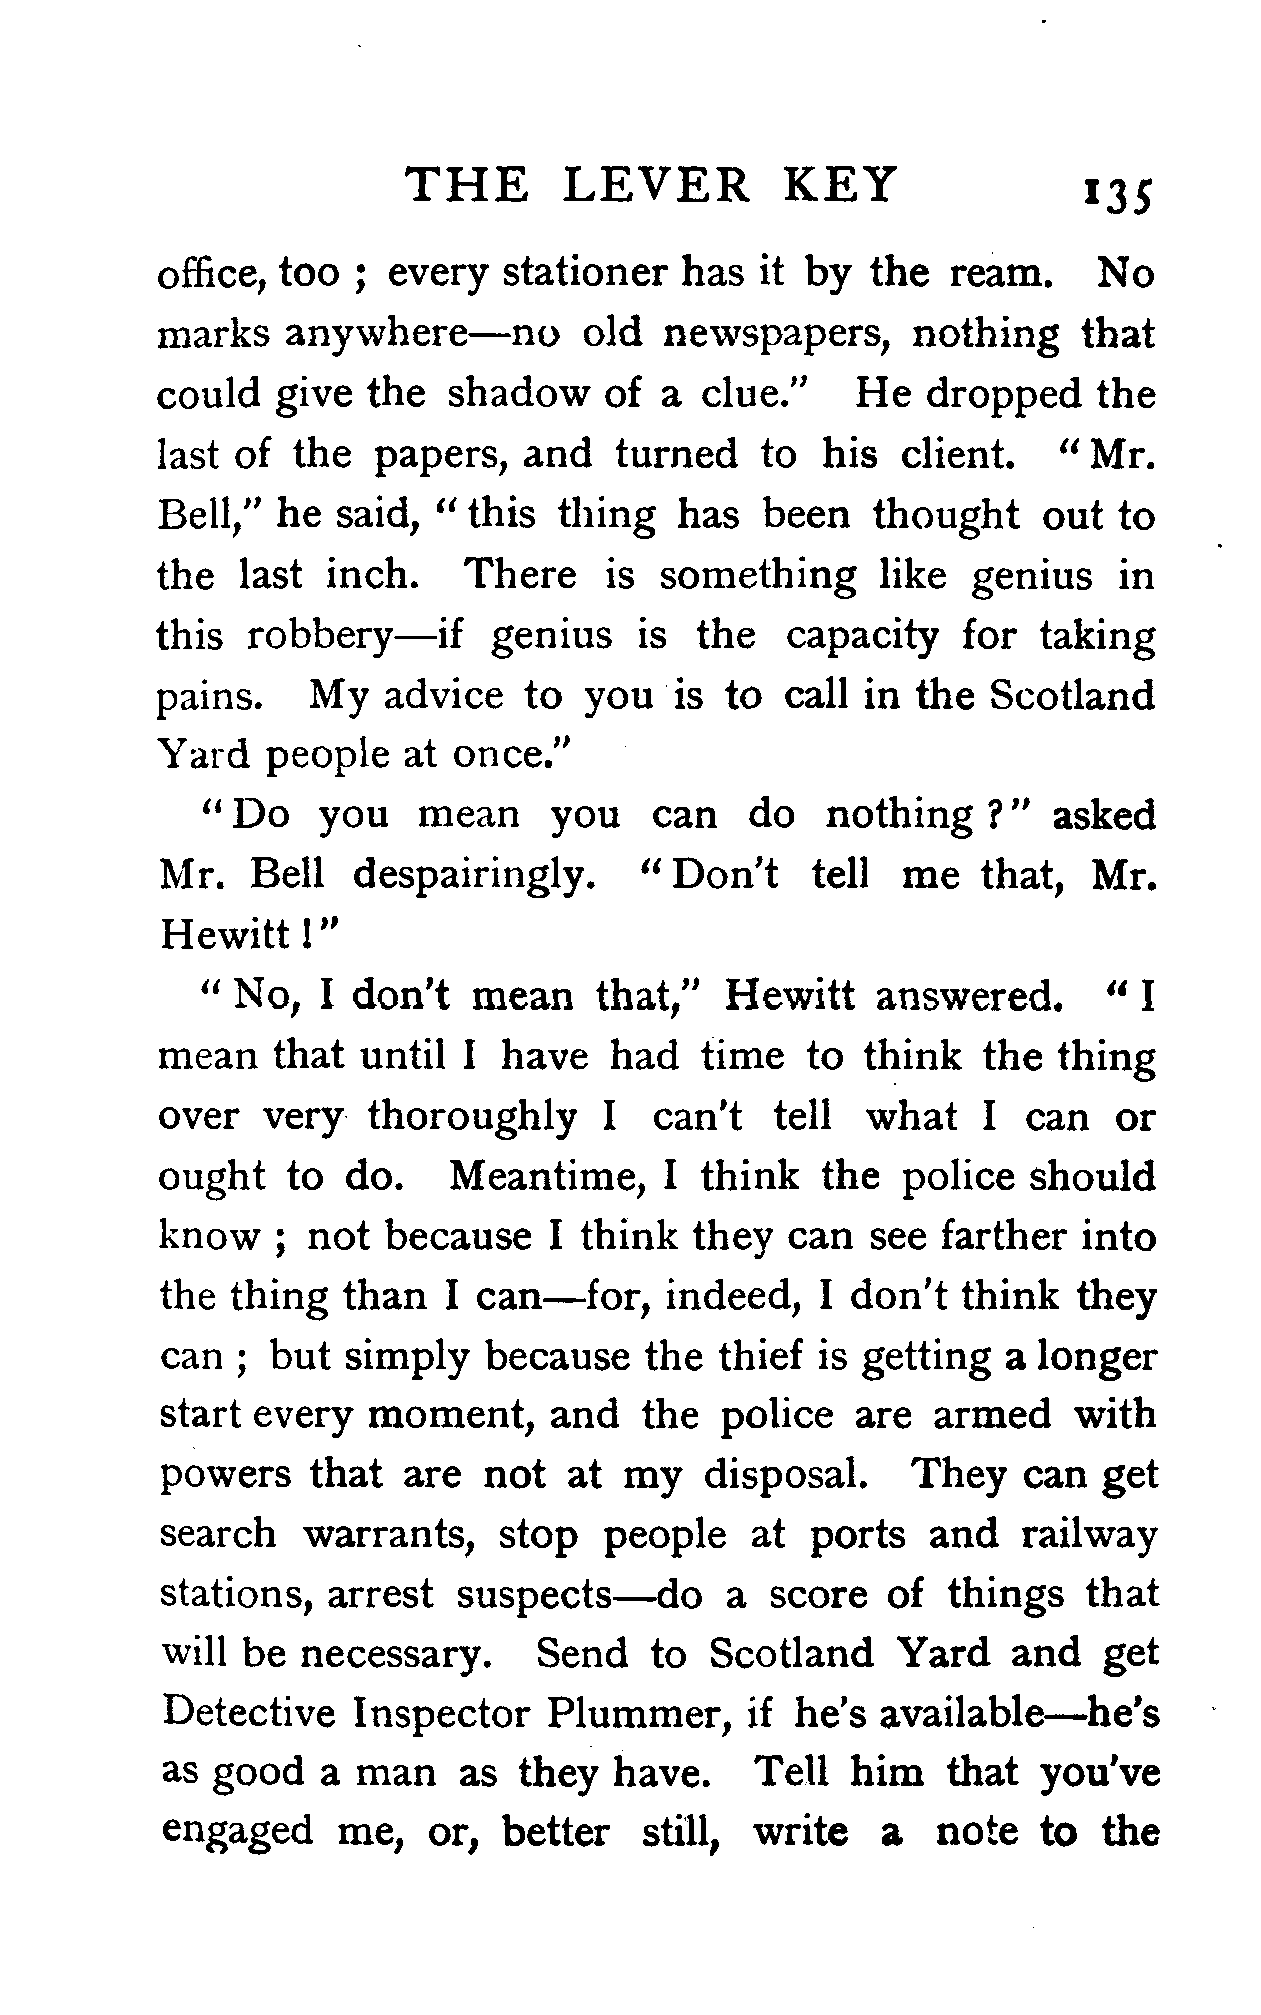 THE LEVER KEY 135
office, too ; every stationer has it by the ream. No
marks anywhere—no old newspapers, nothing that
could give the shadow of a clue." He dropped the
last of the papers, and turned to his client. " Mr.
Bell," he said, " this thing has been thought out to
the last inch. There is something like genius in
this robbery—if genius is the capacity for taking
pains. My advice to you is to call in the Scotland
Yard people at once."
" Do you mean you can do nothing ? " asked
Mr. Bell despairingly. " Don't tell me that, Mr.
Hewitt ! "
" No, I don't mean that," Hewitt answered. " I
mean that until I have had time to think the thing
over very thoroughly I can't tell what I can or
ought to do. Meantime, I think the police should
know ; not because I think they can see farther into
the thing than I can—for, indeed, I don't think they
can ; but simply because the thief is getting a longer
start every moment, and the police are armed with
powers that are not at my disposal. They can get
search warrants, stop people at ports and railway
stations, arrest suspects—do a score of things that
will be necessary. Send to Scotland Yard and get
Detective Inspector Plummer, if he's available—he's
as good a man as they have. Tell him that you've
engaged me, or, better still, write a note to the